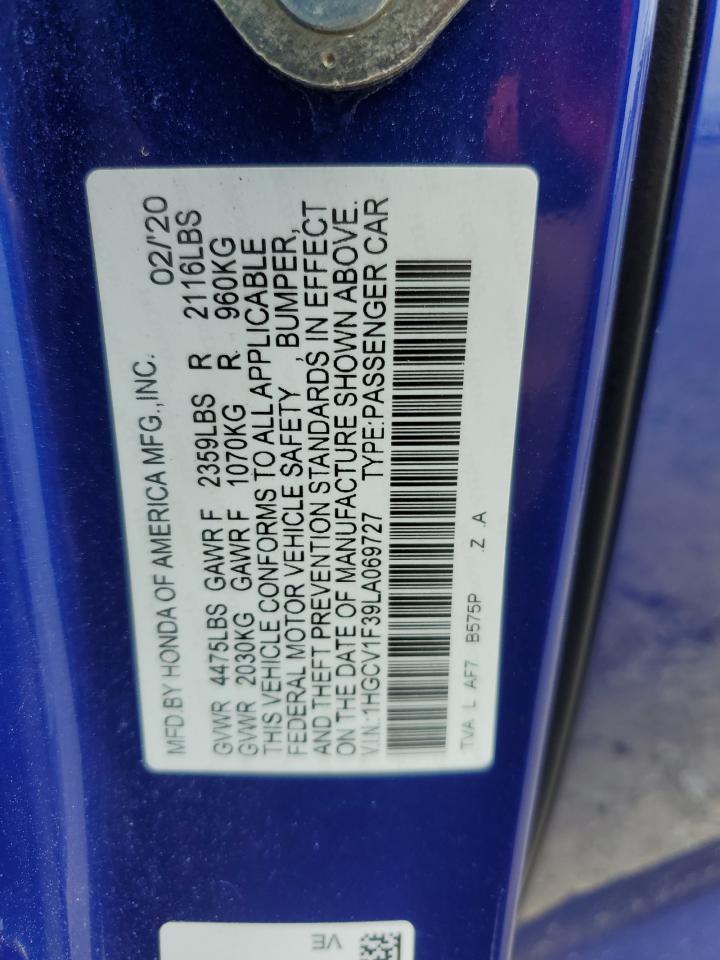 MFD.BY HONDA OF AMERICA MFG.,INC. 02/'20
GVWR 4475LBS GAWR F 2359LBS R 2116LBS
GVWR 2030KG GAWR F 1070KG R 960KG
THIS VEHICLE CONFORMS TO ALL APPLICABLE
FEDERAL MOTOR VEHICLE SAFETY , BUMPER,
AND THEFT PREVENTION STANDARDS IN EFFECT
ON THE DATE OF MANUFACTURE SHOWN ABOVE.
V.I.N.:1HGCV1F39LA069727 TYPE:PASSENGER CAR
TVA L AF7 B575P .Z .A
VE